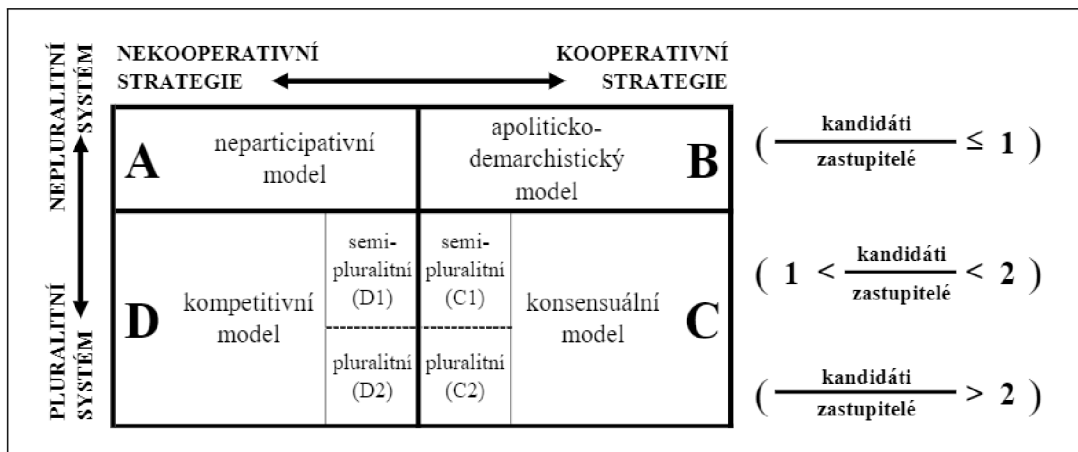 NEKOOPERATIVNÍ
STRATEGIE
KOOPERATIVNÍ
STRATEGIE
NEPLURALITNÍ
SYSTÉM
PLURALITNÍ
SYSTÉM
A
neparticipativní
model
apoliticko-
demarchistický
model
B
D
kompetitivní
model
semi-
pluralitní
(D1)
pluralitní
(D2)
semi-
pluralitní
(C1)
pluralitní
(C2)
konsensuální
model
C
( kandidáti
zastupitelé ≤ 1 )
( 1 < kandidáti
zastupitelé < 2 )
( kandidáti
zastupitelé > 2 )